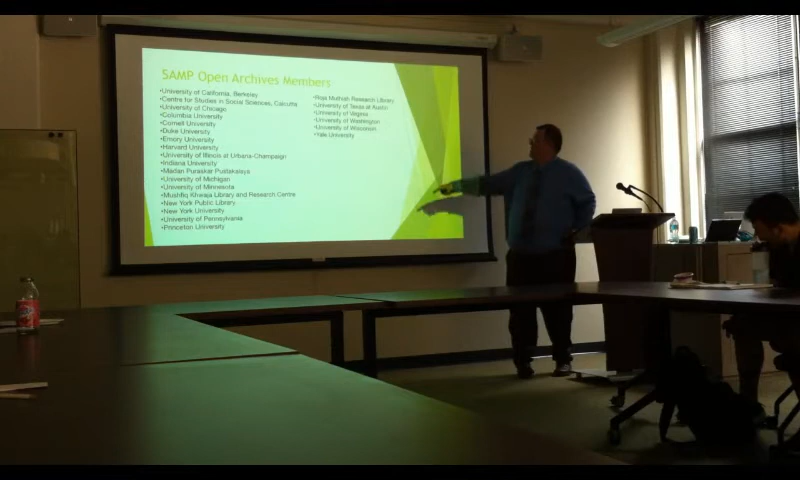 SAMP Open Archives Members
•University of California, Berkeley
•Centre for Studies in Social Sciences, Calcutta
•University of Chicago
•Columbia University
•Cornell University
•Duke University
•Emory University
•Harvard University
•University of Illinois at Urbana-Champaign
•Indiana University
•Madan Puraskar Pustakalaya
•University of Michigan
•University of Minnesota
•Mushfiq Khwaja Library and Research Centre
•New York Public Library
•New York University
•University of Pennsylvania
•Princeton University
•Roja Muthiah Research Library
•University of Texas at Austin
•University of Virginia
•University of Washington
•University of Wisconsin
•Yale University